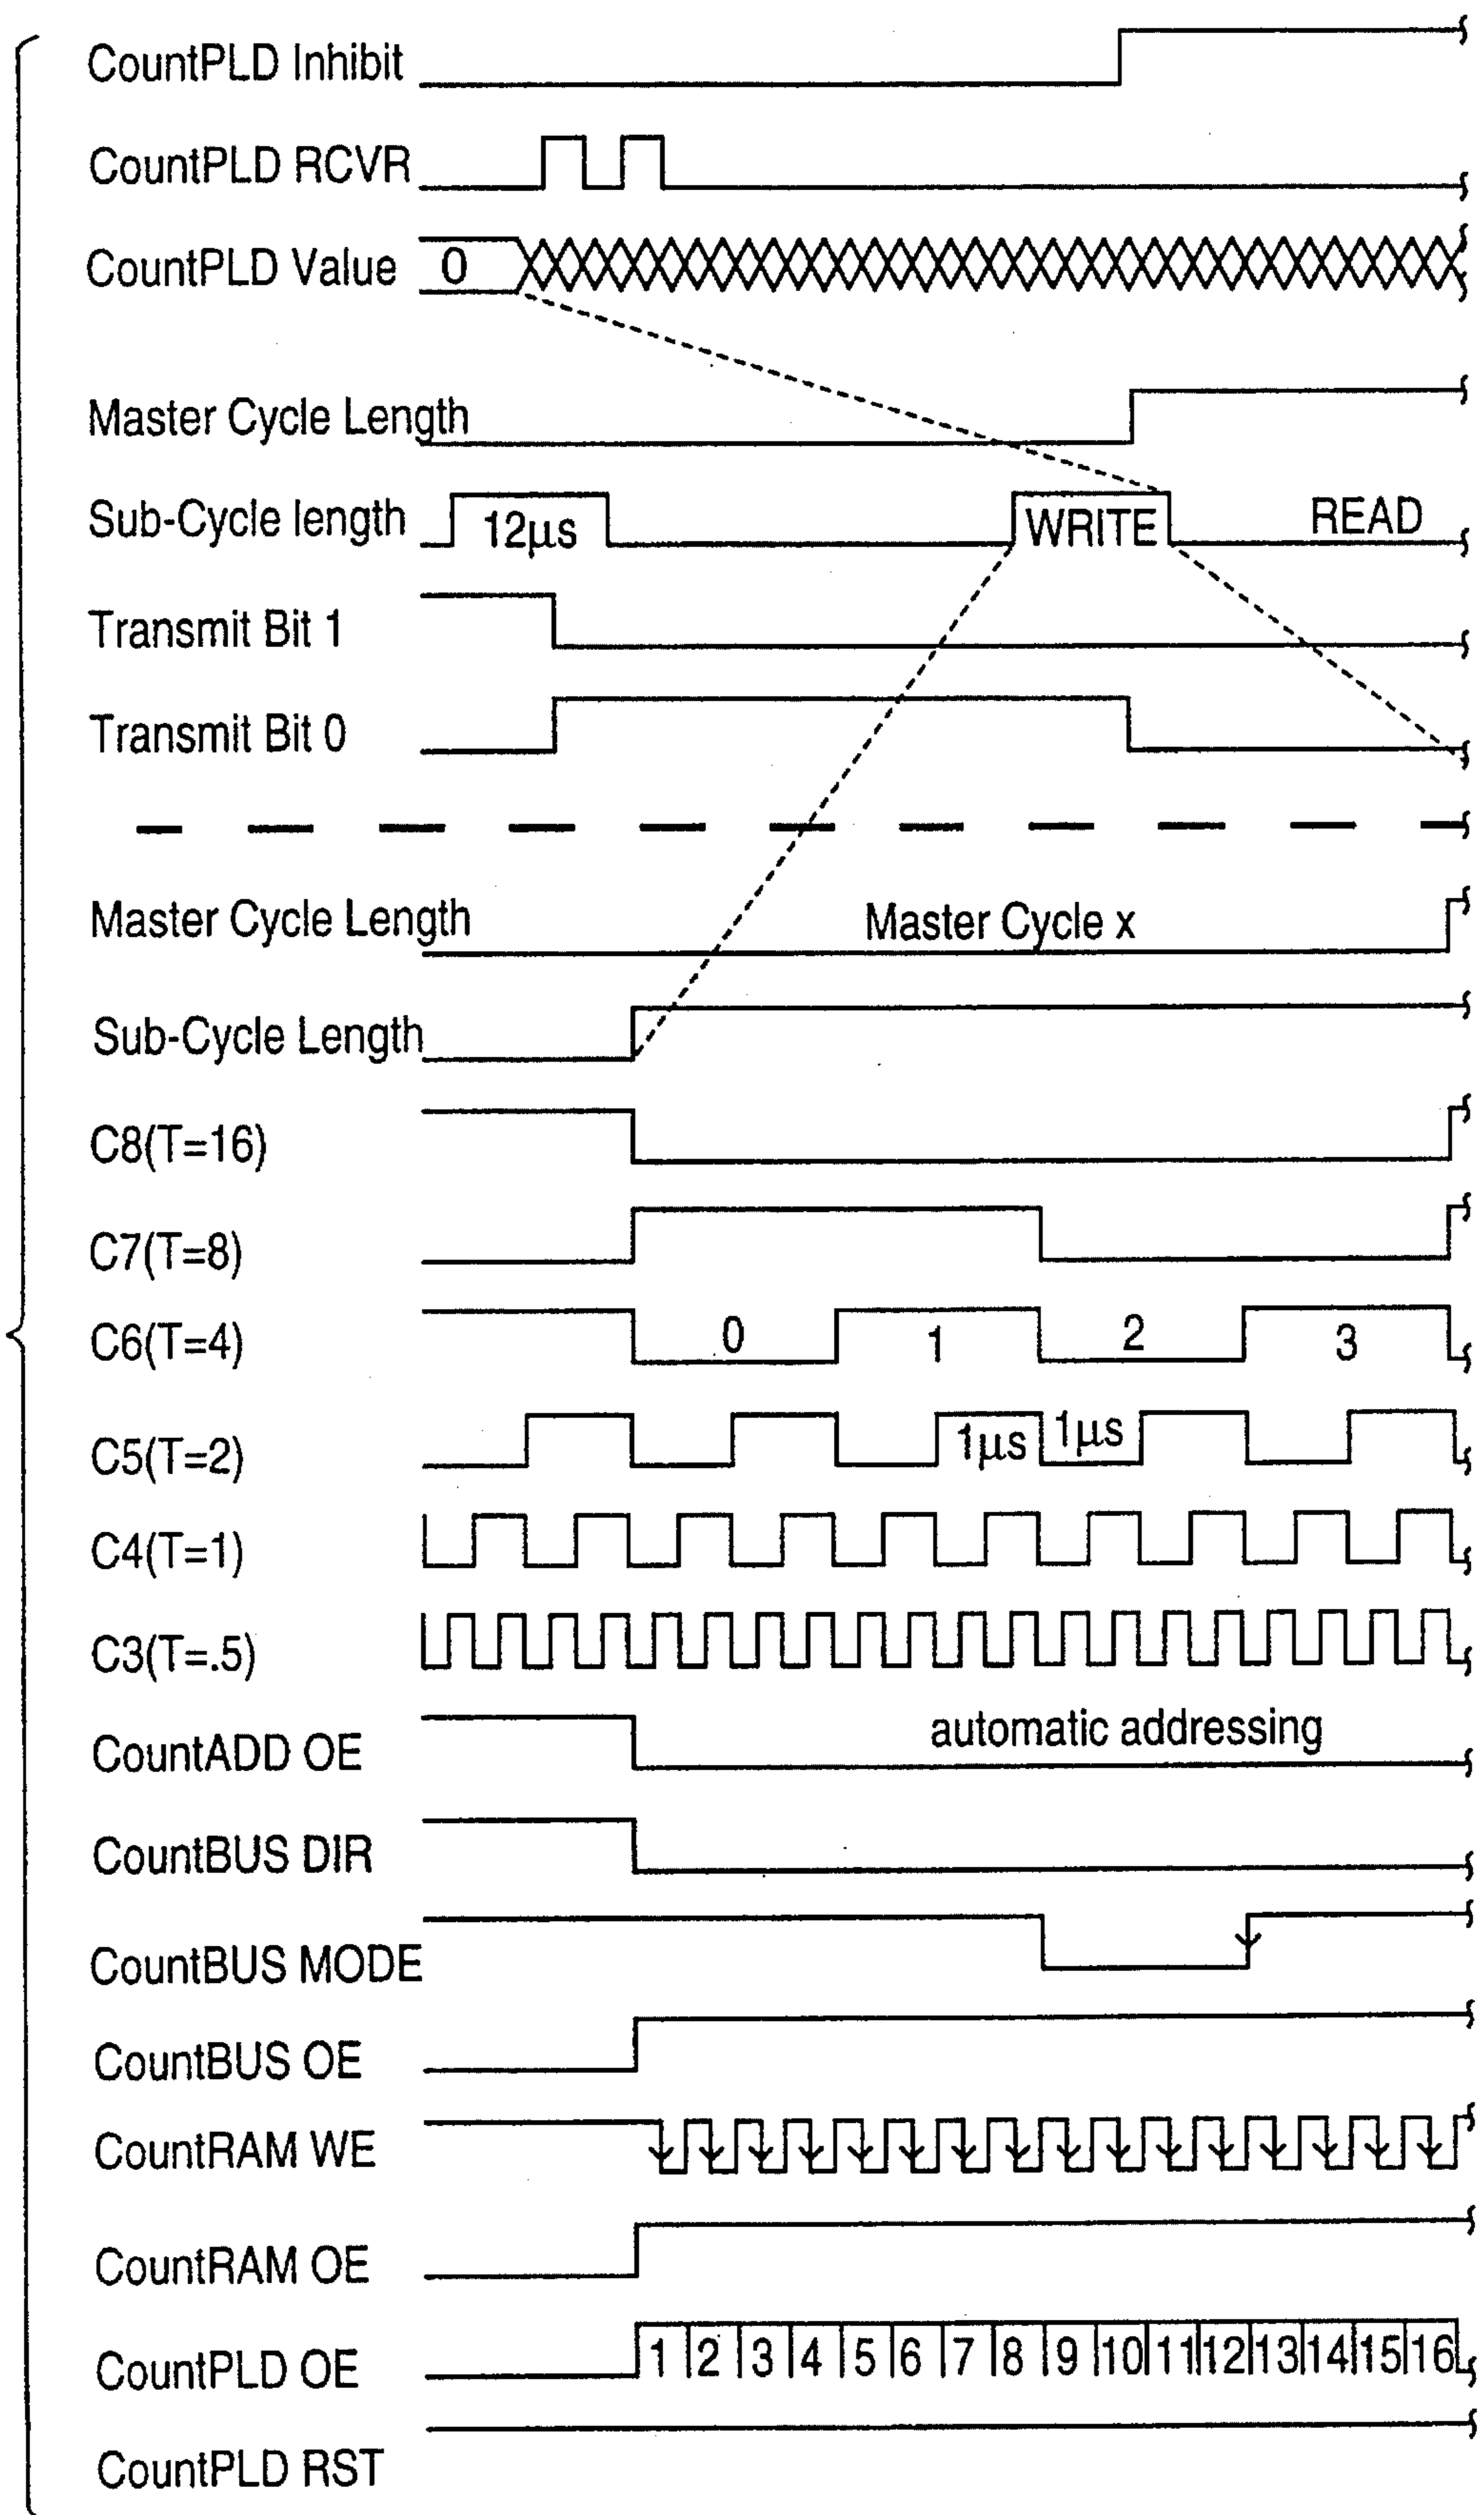 CountPLD Inhibit
CountPLD RCVR
CountPLD Value 0
Master Cycle Length
Sub-Cycle length 12µs WRITE READ
Transmit Bit 1
Transmit Bit 0
Master Cycle Length Master Cycle x
Sub-Cycle Length
C8(T=16)
C7(T=8)
C6(T=4) 0 1 2 3
C5(T=2) 1µs 1µs
C4(T=1)
C3(T=.5)
CountADD OE automatic addressing
CountBUS DIR
CountBUS MODE
CountBUS OE
CountRAM WE
CountRAM OE
CountPLD OE 1 2 3 4 5 6 7 8 9 10 11 12 13 14 15 16
CountPLD RST